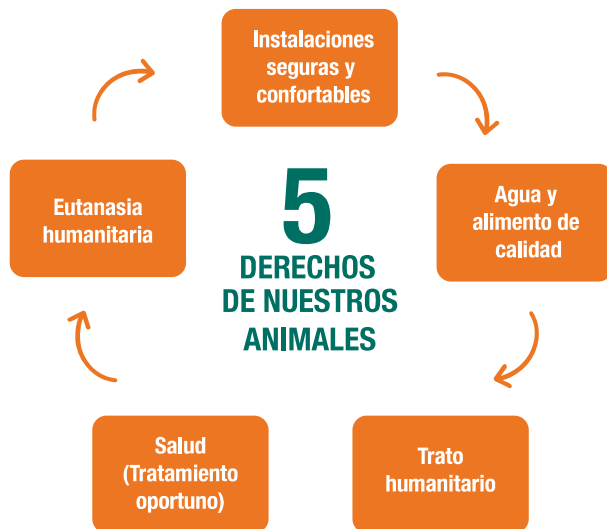 Instalaciones
seguras y
confortables
Agua y
alimento de
calidad
Trato
humanitario
Salud
(Tratamiento
oportuno)
Eutanasia
humanitaria
5
DERECHOS
DE NUESTROS
ANIMALES